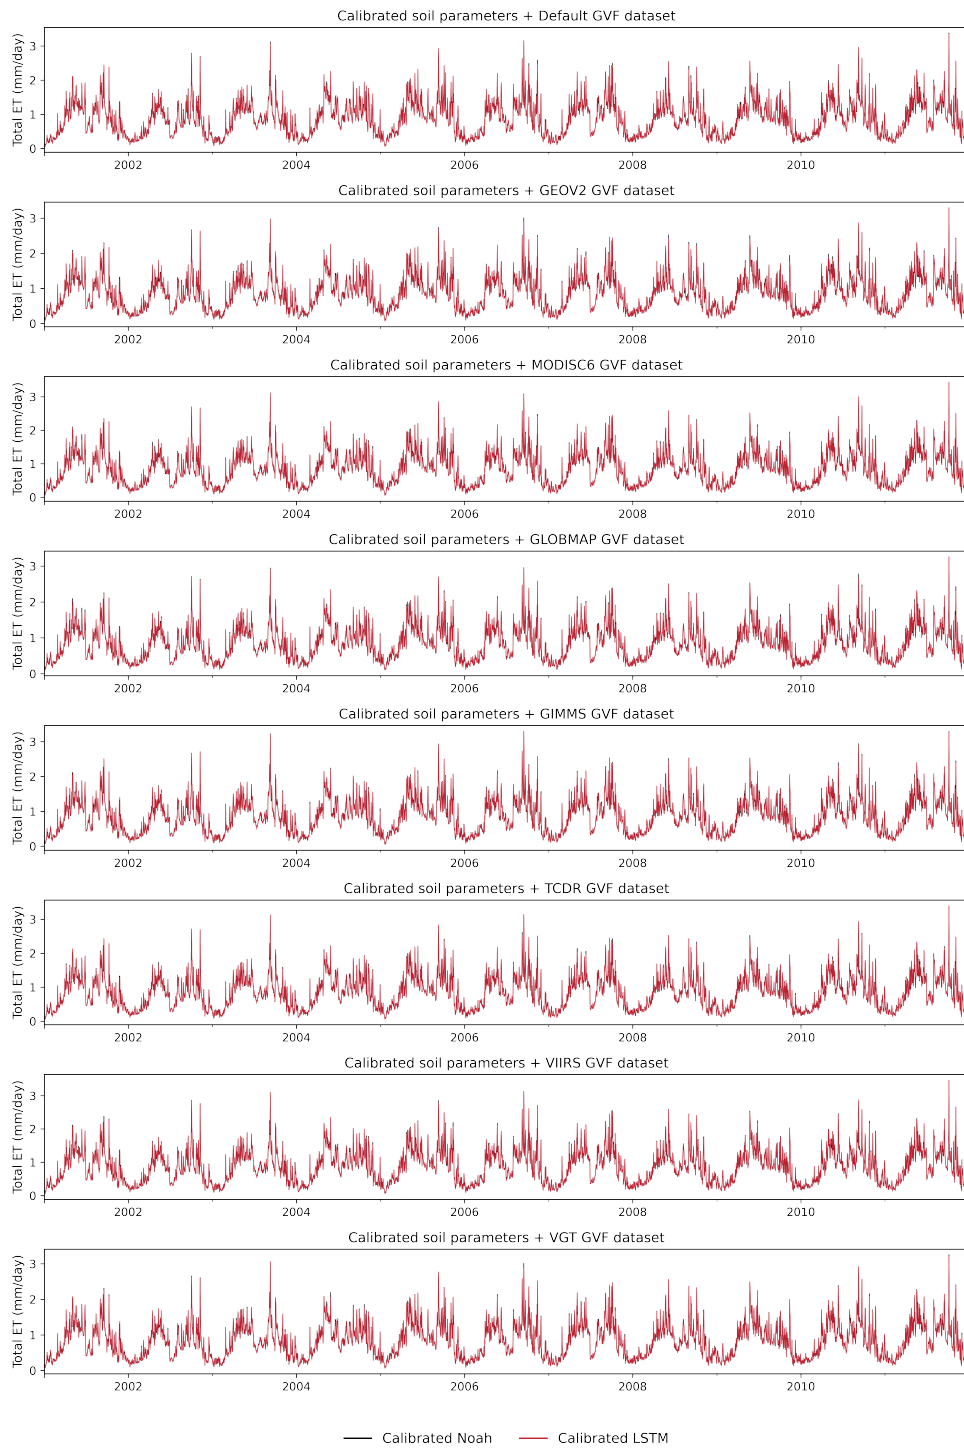 Calibrated soil parameters + Default GVF dataset
Total ET (mm/day)
3
2
1
0
2002 2004 2006 2008 2010
Calibrated soil parameters + GEOV2 GVF dataset
Total ET (mm/day)
3
2
1
0
2002 2004 2006 2008 2010
Calibrated soil parameters + MODISC6 GVF dataset
Total ET (mm/day)
3
2
1
0
2002 2004 2006 2008 2010
Calibrated soil parameters + GLOBMAP GVF dataset
Total ET (mm/day)
3
2
1
0
2002 2004 2006 2008 2010
Calibrated soil parameters + GIMMS GVF dataset
Total ET (mm/day)
3
2
1
0
2002 2004 2006 2008 2010
Calibrated soil parameters + TCDR GVF dataset
Total ET (mm/day)
3
2
1
0
2002 2004 2006 2008 2010
Calibrated soil parameters + VIIRS GVF dataset
Total ET (mm/day)
3
2
1
0
2002 2004 2006 2008 2010
Calibrated soil parameters + VGT GVF dataset
Total ET (mm/day)
3
2
1
0
2002 2004 2006 2008 2010
Calibrated Noah Calibrated LSTM